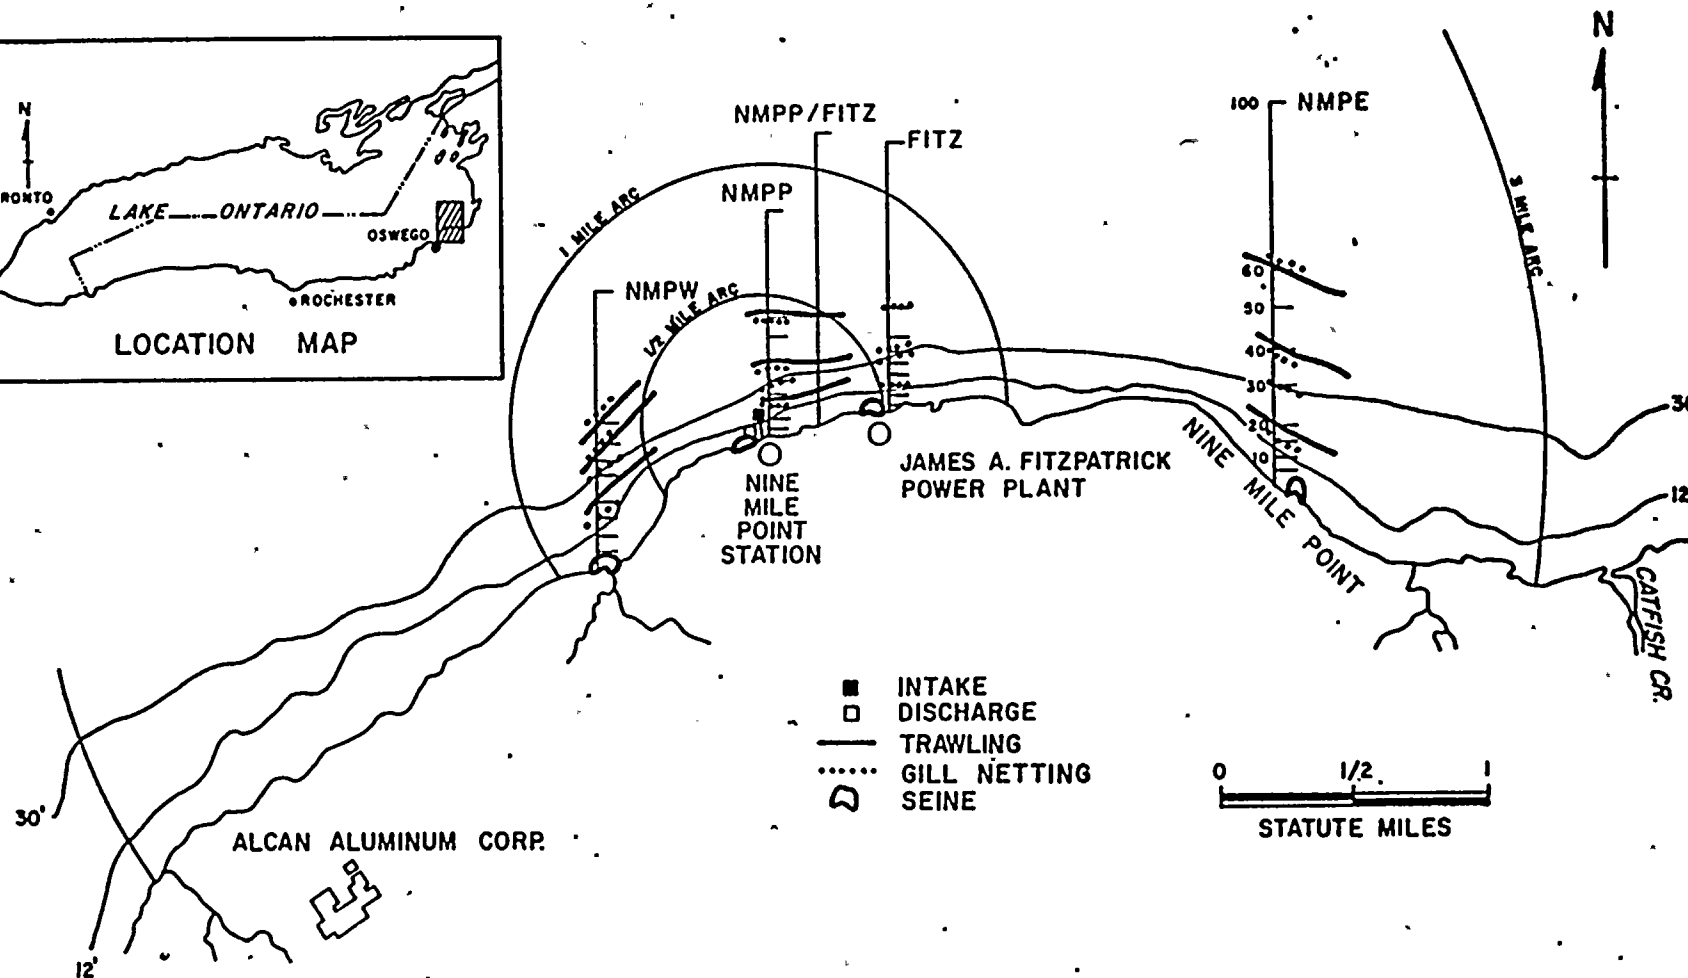 N
LAKE ONTARIO
OSWEGO
ROCHESTER
LOCATION MAP
NMPP/FITZ
FITZ
NMPP
NMPW
1 MILE ARC
1/2 MILE ARC
100
NMPE
60
50
40
30
20
10
3 MILE ARC
N
NINE
MILE
POINT
STATION
JAMES A. FITZPATRICK
POWER PLANT
NINE MILE POINT
CATFISH CR.
12
INTAKE
DISCHARGE
TRAWLING
GILL NETTING
SEINE
0 1/2 1
STATUTE MILES
30'
12'
ALCAN ALUMINUM CORP.